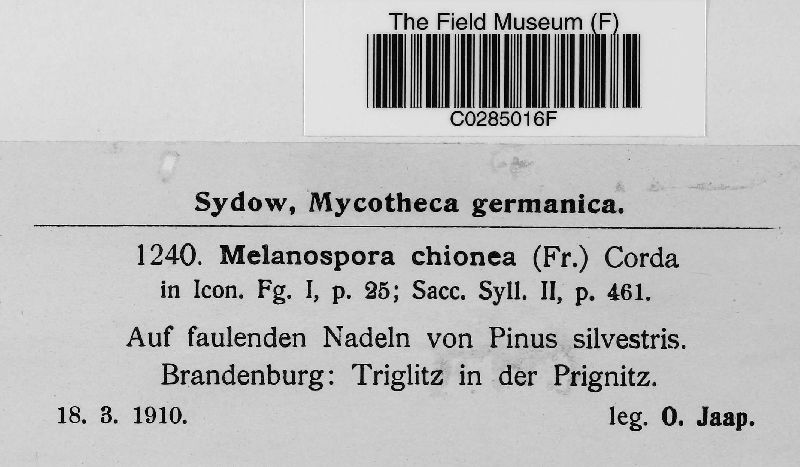 The Field Museum (F)
C0285016F
Sydow, Mycotheca germanica.
1240. Melanospora chionea (Fr.) Corda
in Icon. Fg. I, p. 25; Sacc. Syll. II, p. 461.
Auf faulenden Nadeln von Pinus silvestris.
Brandenburg: Triglitz in der Prignitz.
18. 3. 1910. leg. O. Jaap.